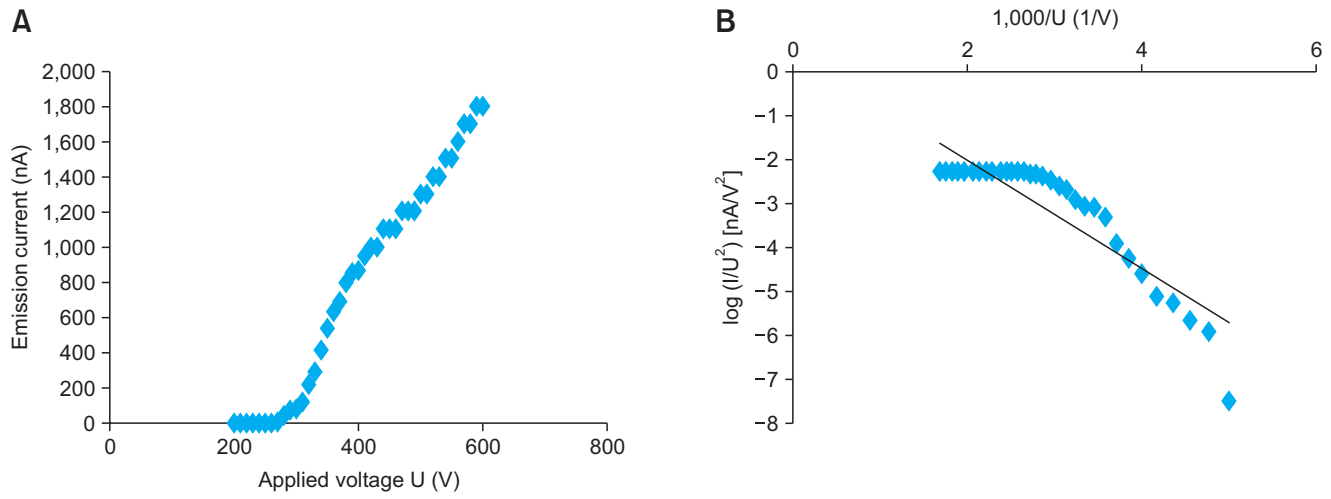 A
2,000
1,800
1,600
1,400
1,200
1,000
800
600
400
200
0
0 200 400 600 800
Emission current (nA)
Applied voltage U (V)
B
1,000/U (1/V)
0 2 4 6
0
−1
−2
−3
−4
−5
−6
−7
−8
log (I/U²) [nA/V²]